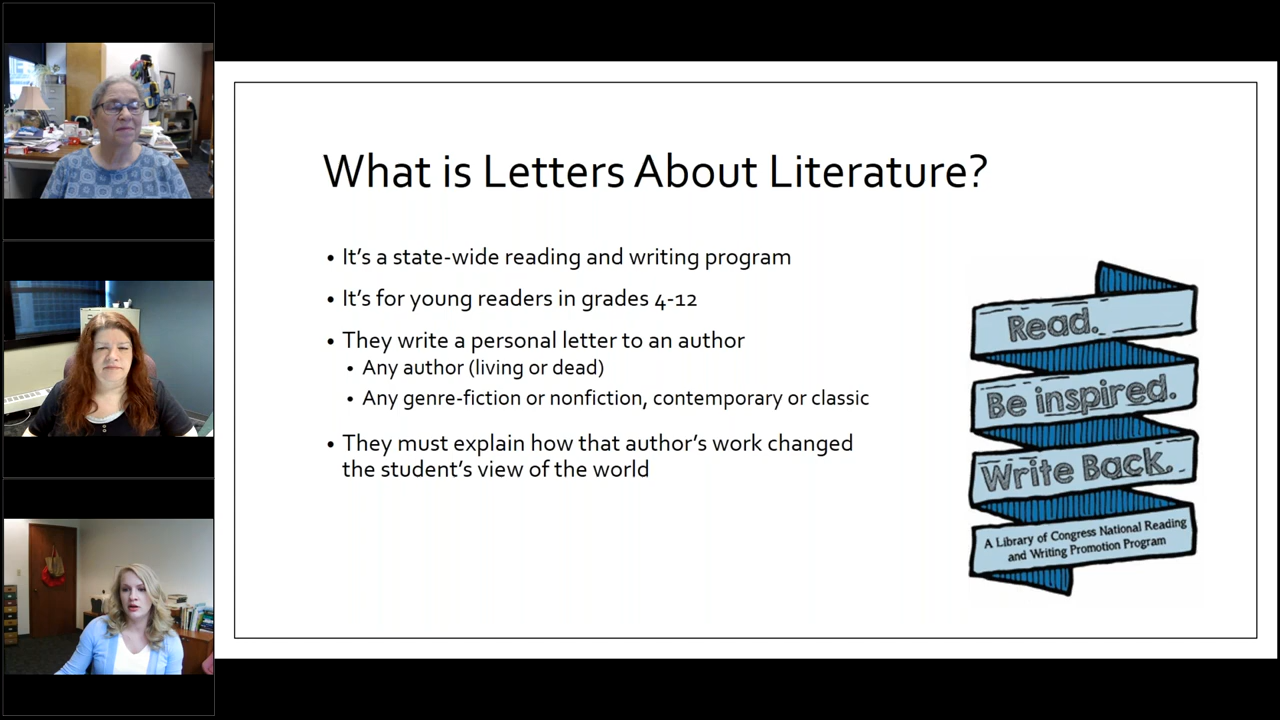 What is Letters About Literature?
• It's a state-wide reading and writing program
• It's for young readers in grades 4-12
• They write a personal letter to an author
• Any author (living or dead)
• Any genre-fiction or nonfiction, contemporary or classic
• They must explain how that author's work changed
the student's view of the world
Read.
Be inspired.
Write Back.
A Library of Congress National Reading
and Writing Promotion Program